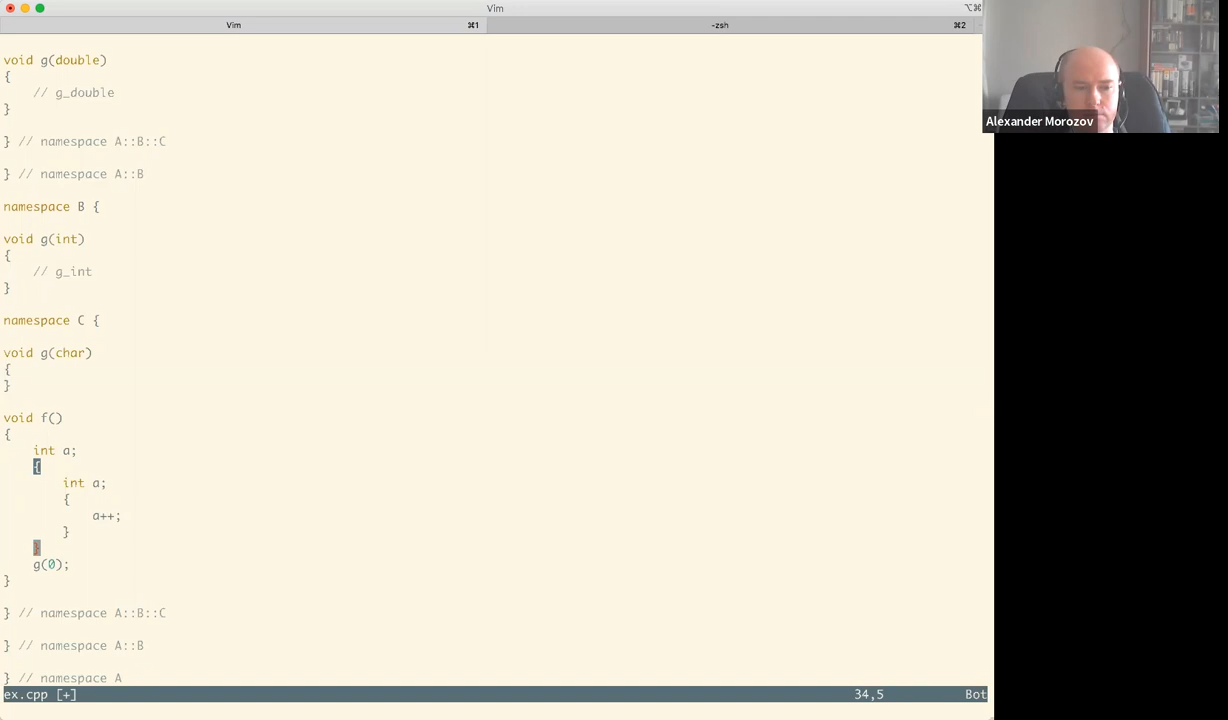 Vim
⌥⌘
Vim ⌘1 -zsh ⌘2
void g(double)
{
    // g_double
}
} // namespace A::B::C
} // namespace A::B
namespace B {
void g(int)
{
    // g_int
}
namespace C {
void g(char)
{
}
void f()
{
    int a;
    {
        int a;
        {
            a++;
        }
    }
    g(0);
}
} // namespace A::B::C
} // namespace A::B
} // namespace A
ex.cpp [+] 34,5 Bot
Alexander Morozov